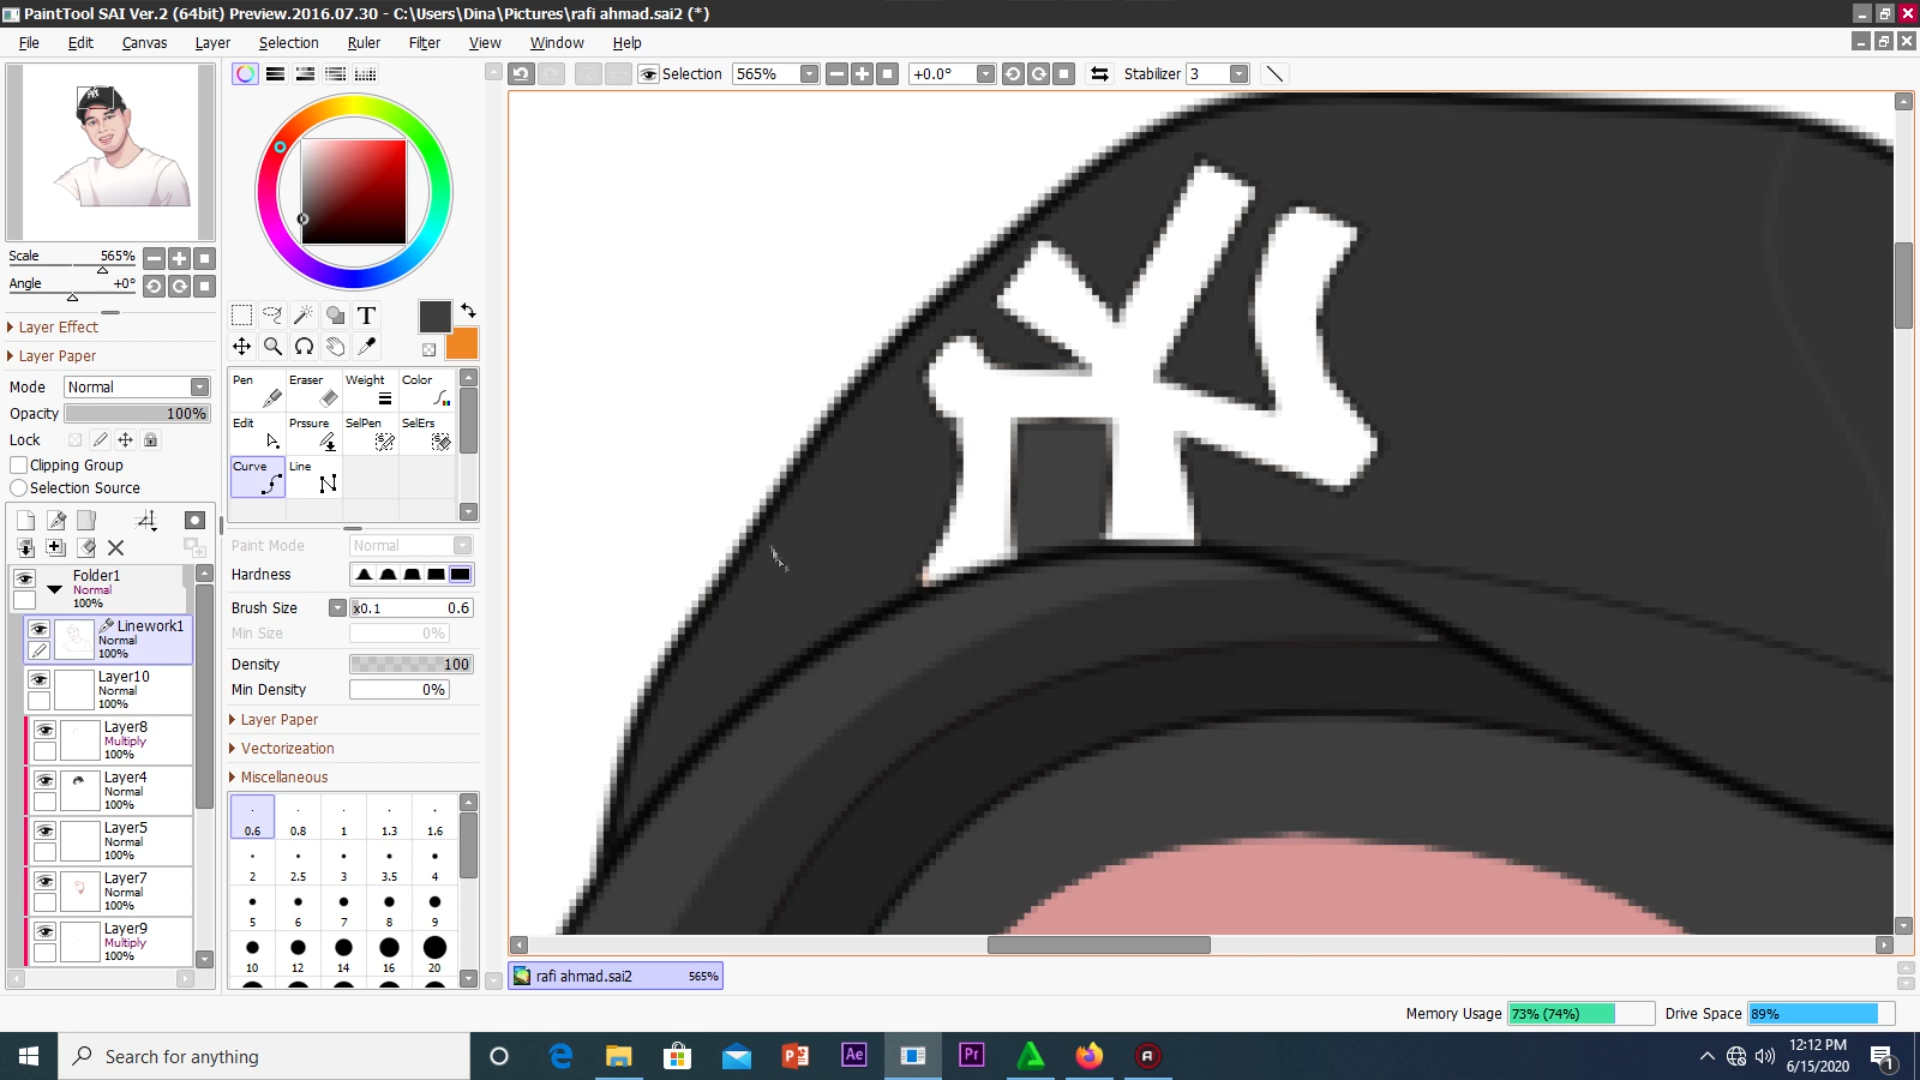 PaintTool SAI Ver.2 (64bit) Preview.2016.07.30 - C:\Users\Dina\Pictures\rafi ahmad.sai2 (*)
File Edit Canvas Layer Selection Ruler Filter View Window Help
Selection 565% +0.0° Stabilizer 3
Scale 565%
Angle +0°
Layer Effect
Layer Paper
Mode Normal
Opacity 100%
Lock
Clipping Group
Selection Source
Folder1
Normal
100%
Linework1
Normal
100%
Layer10
Normal
100%
Layer8
Multiply
100%
Layer4
Normal
100%
Layer5
Normal
100%
Layer7
Normal
100%
Layer9
Multiply
100%
T
Pen Eraser Weight Color
Edit Prssure SelPen SelErs
Curve Line
Paint Mode Normal
Hardness
Brush Size x0.1 0.6
Min Size 0%
Density 100
Min Density 0%
Layer Paper
Vectorizeation
Miscellaneous
0.6 0.8 1 1.3 1.6
2 2.5 3 3.5 4
5 6 7 8 9
10 12 14 16 20
NY
rafi ahmad.sai2 565%
Memory Usage 73% (74%) Drive Space 89%
Search for anything
Ae
Pr
12:12 PM
6/15/2020
1